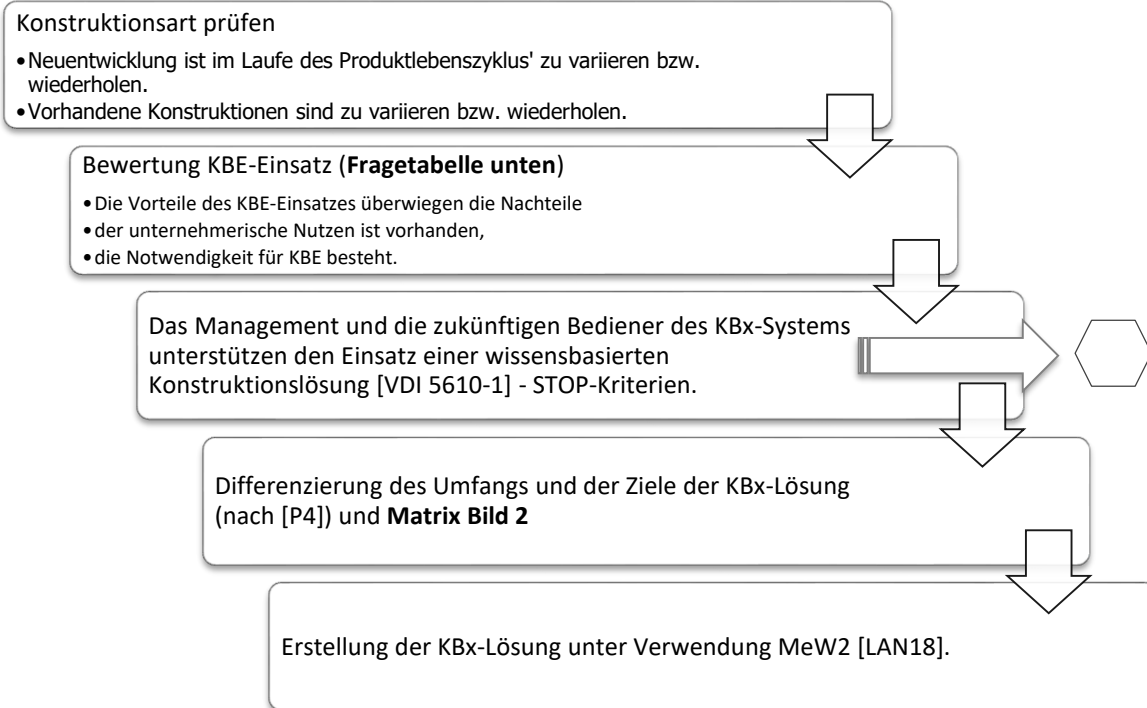 Konstruktionsart prüfen
•Neuentwicklung ist im Laufe des Produktlebenszyklus' zu variieren bzw.
wiederholen.
•Vorhandene Konstruktionen sind zu variieren bzw. wiederholen.
Bewertung KBE-Einsatz (Fragetabelle unten)
•Die Vorteile des KBE-Einsatzes überwiegen die Nachteile
•der unternehmerische Nutzen ist vorhanden,
•die Notwendigkeit für KBE besteht.
Das Management und die zukünftigen Bediener des KBx-Systems
unterstützen den Einsatz einer wissensbasierten
Konstruktionslösung [VDI 5610-1] - STOP-Kriterien.
Differenzierung des Umfangs und der Ziele der KBx-Lösung
(nach [P4]) und Matrix Bild 2
Erstellung der KBx-Lösung unter Verwendung MeW2 [LAN18].